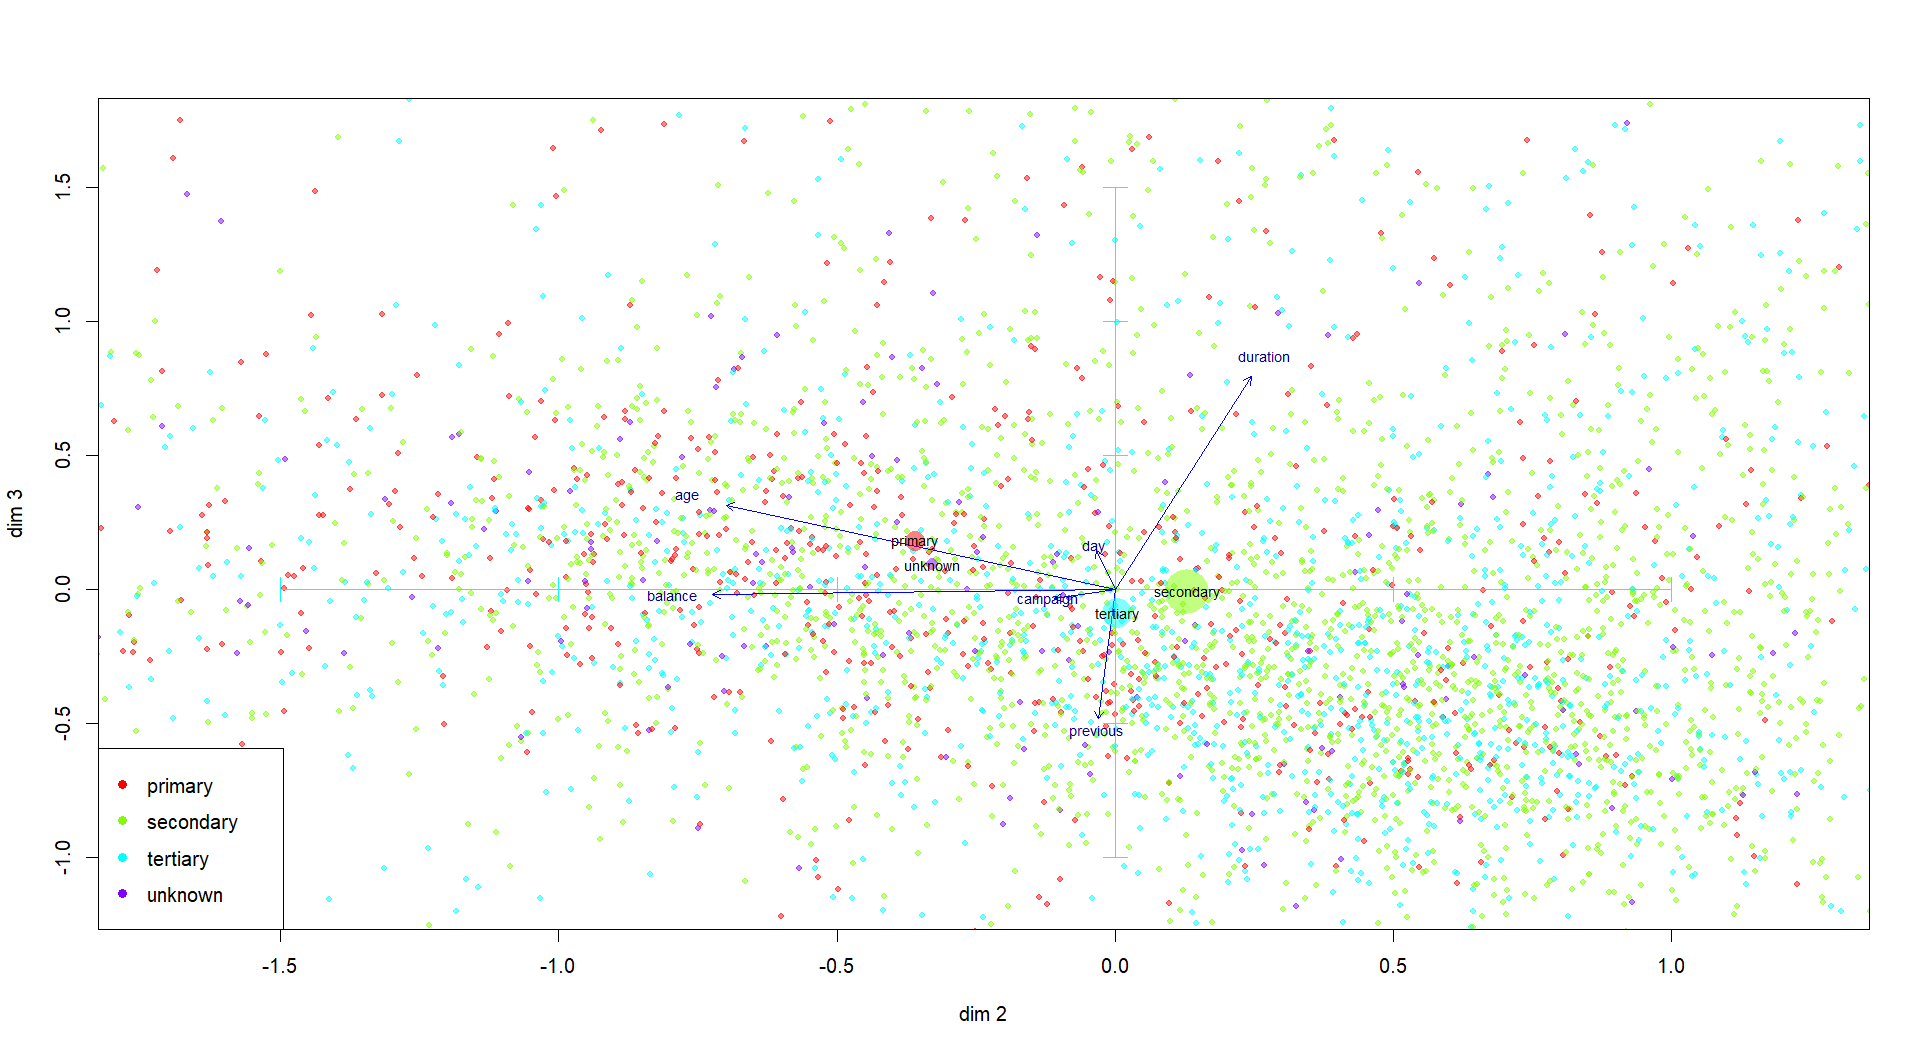 1.5
1.0
0.5
0.0
-0.5
-1.0
dim 3
duration
age
primary
day
unknown
balance
campaign
secondary
tertiary
previous
primary
secondary
tertiary
unknown
-1.5
-1.0
-0.5
0.0
0.5
1.0
dim 2